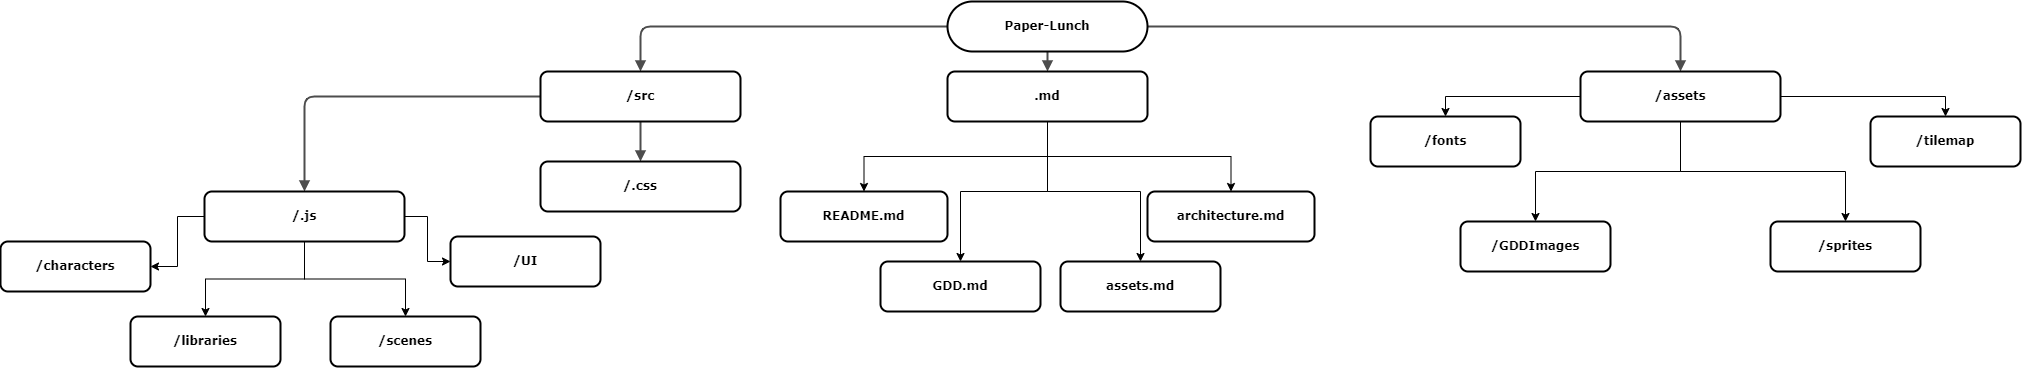 Paper-Lunch
/src
.md
/assets
/fonts
/tilemap
/.css
/.js
README.md
architecture.md
/characters
/UI
/GDDImages
/sprites
GDD.md
assets.md
/libraries
/scenes